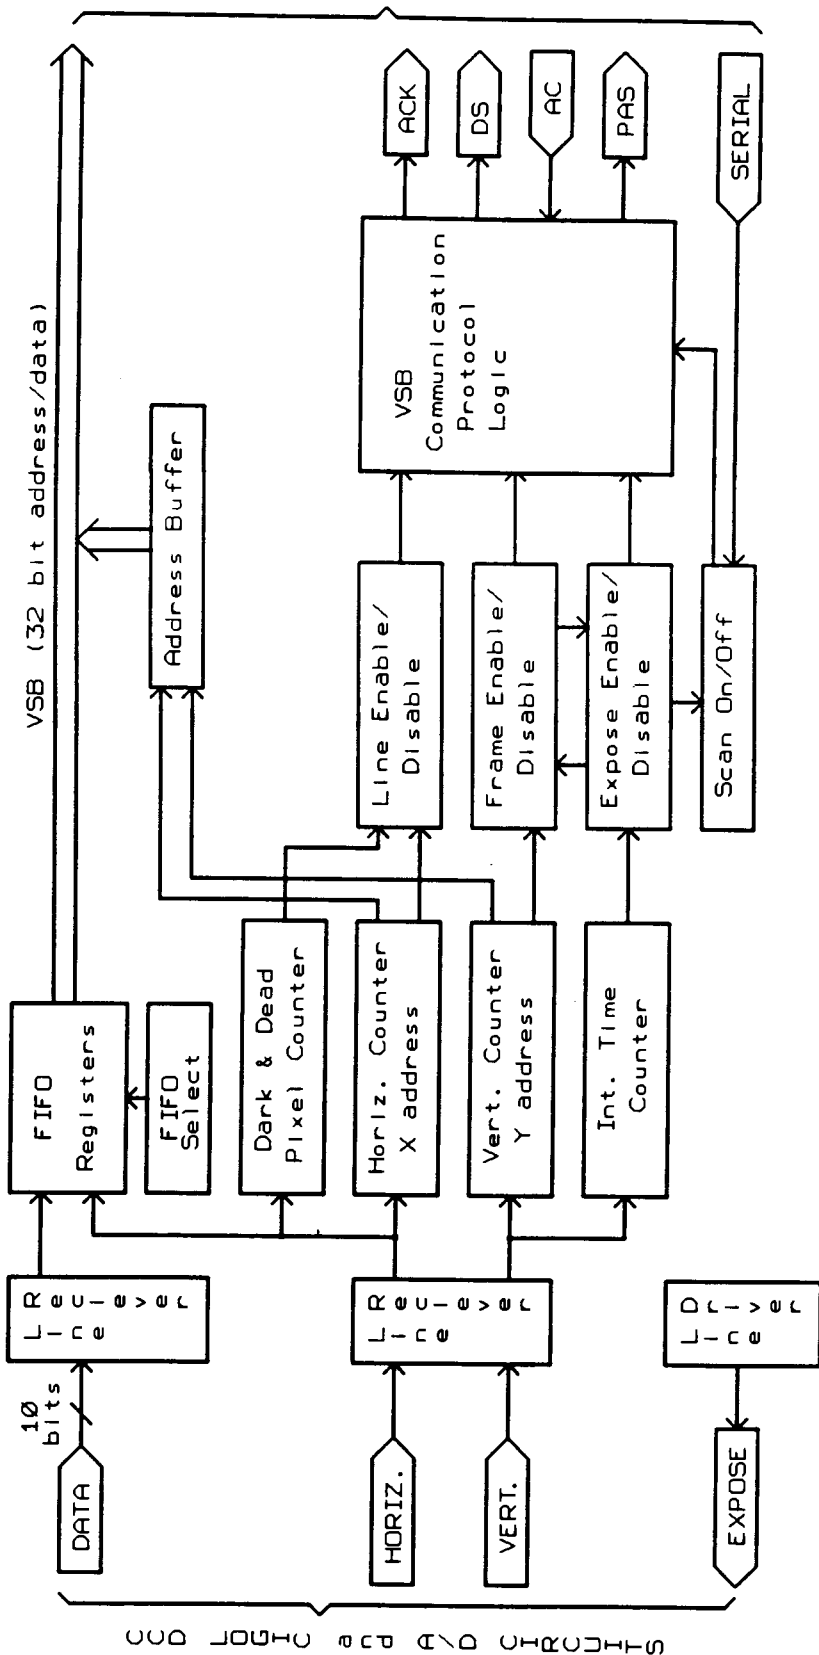 CCD LOGIC and A/D CIRCUITS
DATA
10
bits
Line
Reciever
FIFO
Registers
FIFO
Select
VSB (32 bit address/data)
Address Buffer
Dark & Dead
Pixel Counter
HORIZ.
VERT.
Line
Reciever
Horiz. Counter
X address
Vert. Counter
Y address
Int. Time
Counter
Line Enable/
Disable
Frame Enable/
Disable
Expose Enable/
Disable
Scan On/Off
VSB
Communication
Protocol
Logic
ACK
DS
AC
PAS
SERIAL
EXPOSE
Line
Driver